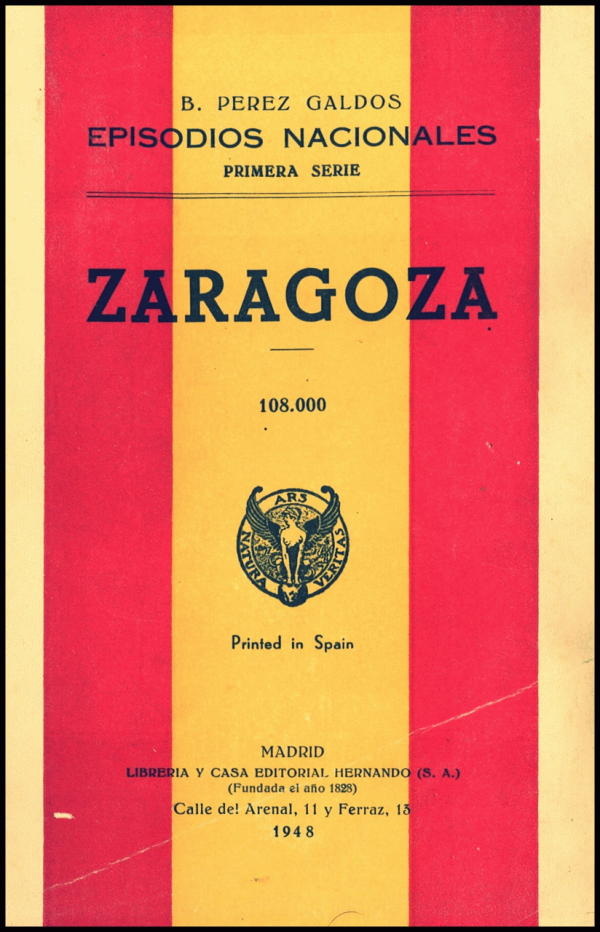 B. PEREZ GALDOS
EPISODIOS NACIONALES
PRIMERA SERIE
ZARAGOZA
108.000
ARS
NATURA
VERITAS
Printed in Spain
MADRID
LIBRERIA Y CASA EDITORIAL HERNANDO (S. A.)
(Fundada el año 1828)
Calle del Arenal, 11 y Ferraz, 13
1948